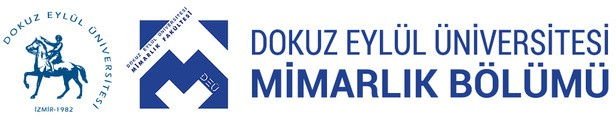 DOKUZ EYLÜL ÜNİVERSİTESİ
İZMİR-1982
DOKUZ EYLÜL ÜNİVERSİTESİ
MİMARLIK FAKÜLTESİ
DEÜ
DOKUZ EYLÜL ÜNİVERSİTESİ
MİMARLIK BÖLÜMÜ